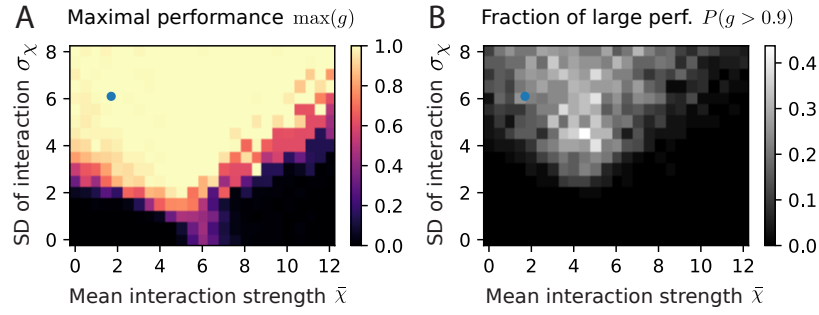 A Maximal performance max(g)
SD of interaction σχ
8
6
4
2
0
0 2 4 6 8 10 12
Mean interaction strength χ̄
1.0
0.8
0.6
0.4
0.2
0.0
B Fraction of large perf. P(g > 0.9)
SD of interaction σχ
8
6
4
2
0
0 2 4 6 8 10 12
Mean interaction strength χ̄
0.4
0.3
0.2
0.1
0.0